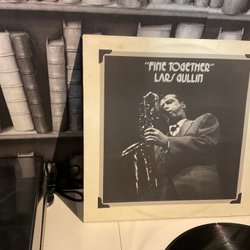 "FINE TOGETHER"
LARS GULLIN